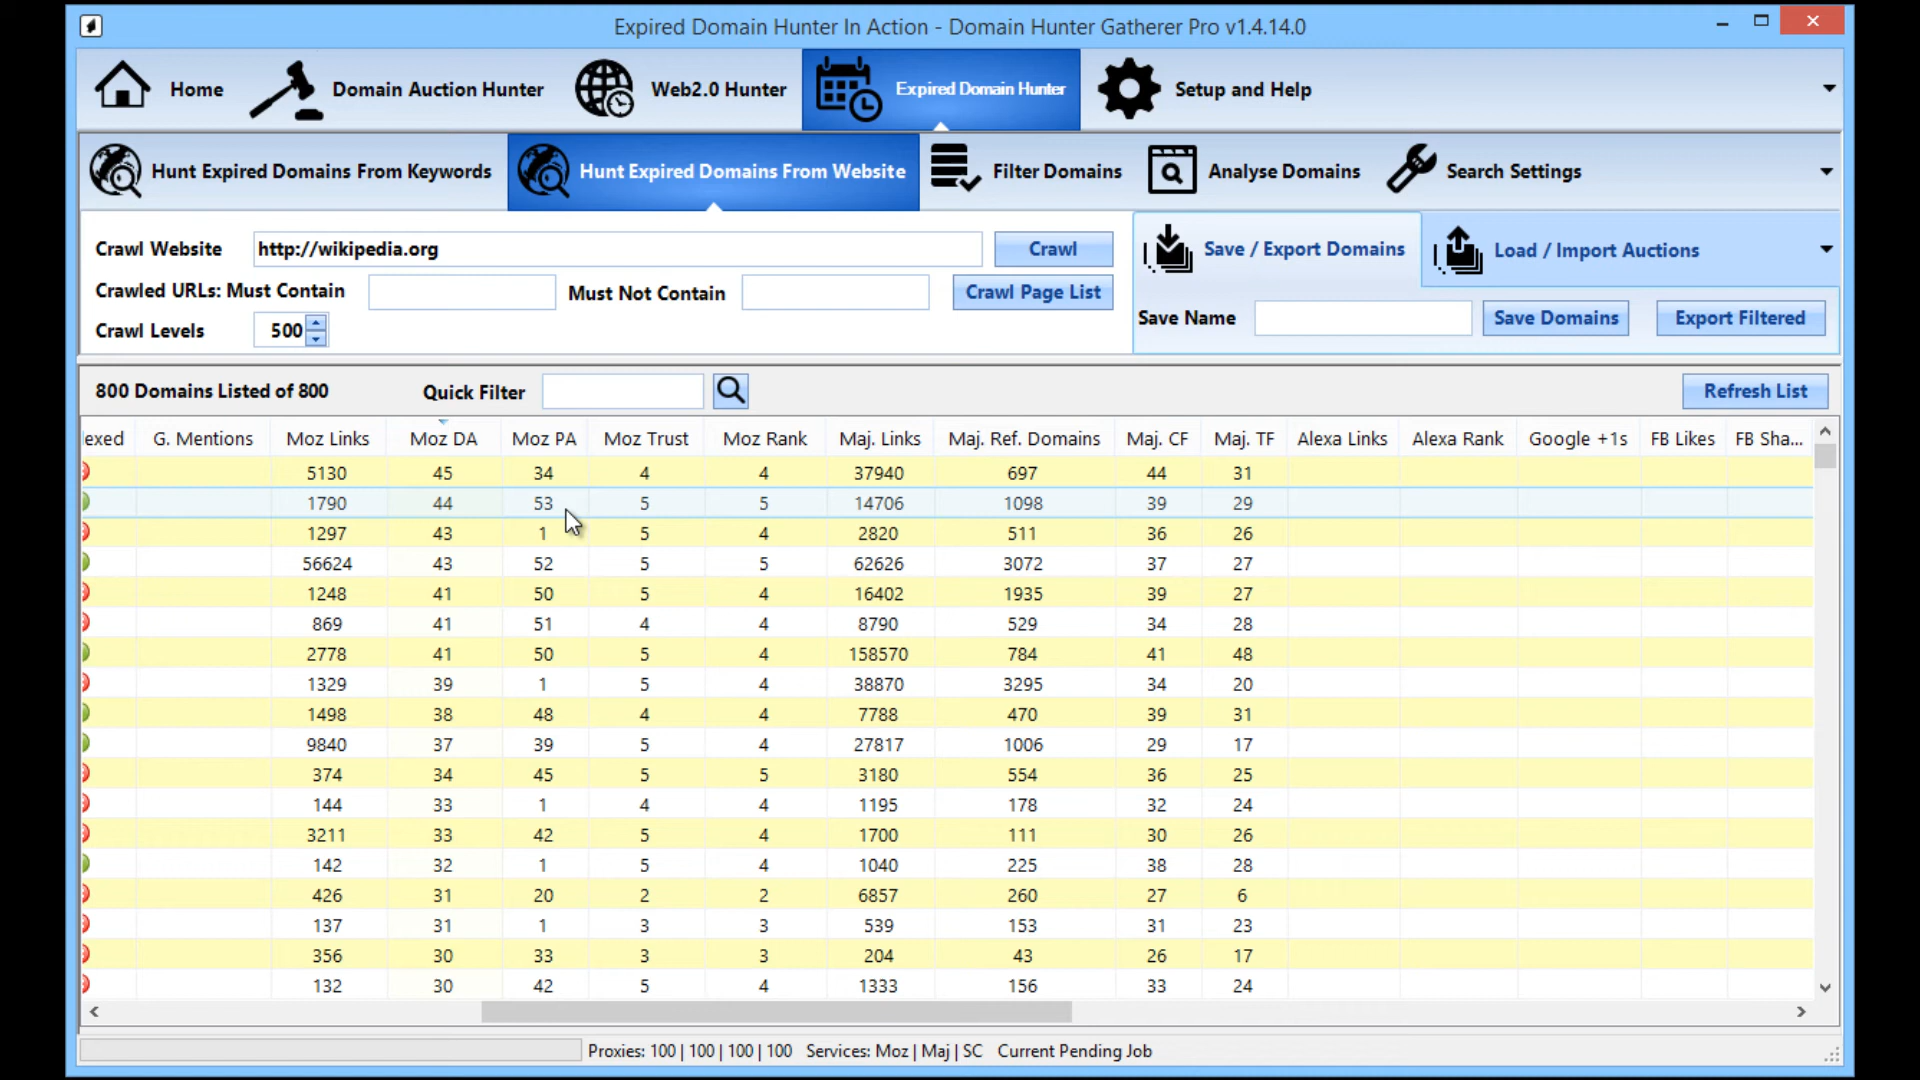 Expired Domain Hunter In Action - Domain Hunter Gatherer Pro v1.4.14.0
Home Domain Auction Hunter Web2.0 Hunter Expired Domain Hunter Setup and Help
Hunt Expired Domains From Keywords Hunt Expired Domains From Website Filter Domains Analyse Domains Search Settings
Crawl Website http://wikipedia.org Crawl Save / Export Domains Load / Import Auctions
Crawled URLs: Must Contain Must Not Contain Crawl Page List
Save Name Save Domains Export Filtered
Crawl Levels 500
800 Domains Listed of 800 Quick Filter Refresh List
lexed G. Mentions Moz Links Moz DA Moz PA Moz Trust Moz Rank Maj. Links Maj. Ref. Domains Maj. CF Maj. TF Alexa Links Alexa Rank Google +1s FB Likes FB Sha...
5130 45 34 4 4 37940 697 44 31
1790 44 53 5 5 14706 1098 39 29
1297 43 1 5 4 2820 511 36 26
56624 43 52 5 5 62626 3072 37 27
1248 41 50 5 4 16402 1935 39 27
869 41 51 4 4 8790 529 34 28
2778 41 50 5 4 158570 784 41 48
1329 39 1 5 4 38870 3295 34 20
1498 38 48 4 4 7788 470 39 31
9840 37 39 5 4 27817 1006 29 17
374 34 45 5 5 3180 554 36 25
144 33 1 4 4 1195 178 32 24
3211 33 42 5 4 1700 111 30 26
142 32 1 5 4 1040 225 38 28
426 31 20 2 2 6857 260 27 6
137 31 1 3 3 539 153 31 23
356 30 33 3 3 204 43 26 17
132 30 42 5 4 1333 156 33 24
Proxies: 100 | 100 | 100 | 100 Services: Moz | Maj | SC Current Pending Job